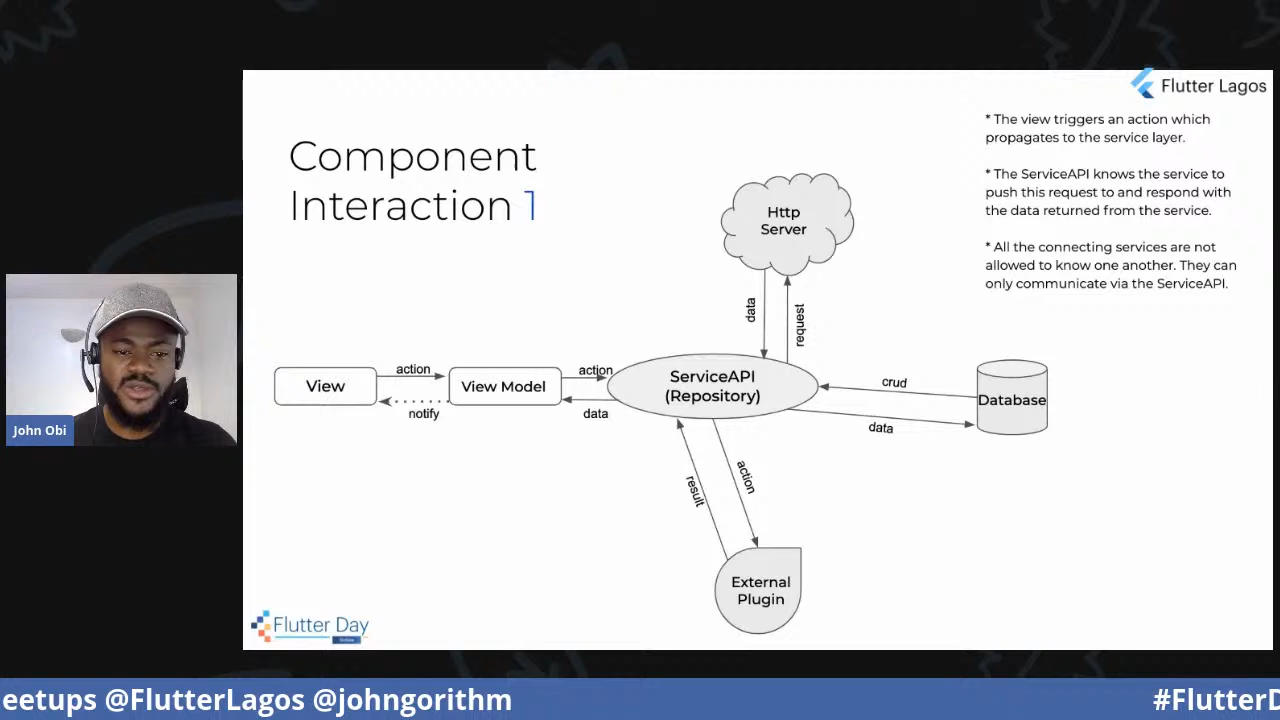 Flutter Lagos
Component
Interaction 1
* The view triggers an action which
propagates to the service layer.
* The ServiceAPI knows the service to
push this request to and respond with
the data returned from the service.
* All the connecting services are not
allowed to know one another. They can
only communicate via the ServiceAPI.
Http
Server
data
request
View
action
notify
View Model
action
data
ServiceAPI
(Repository)
crud
data
Database
result
action
External
Plugin
John Obi
Flutter Day
eetups @FlutterLagos @johngorithm
#FlutterD